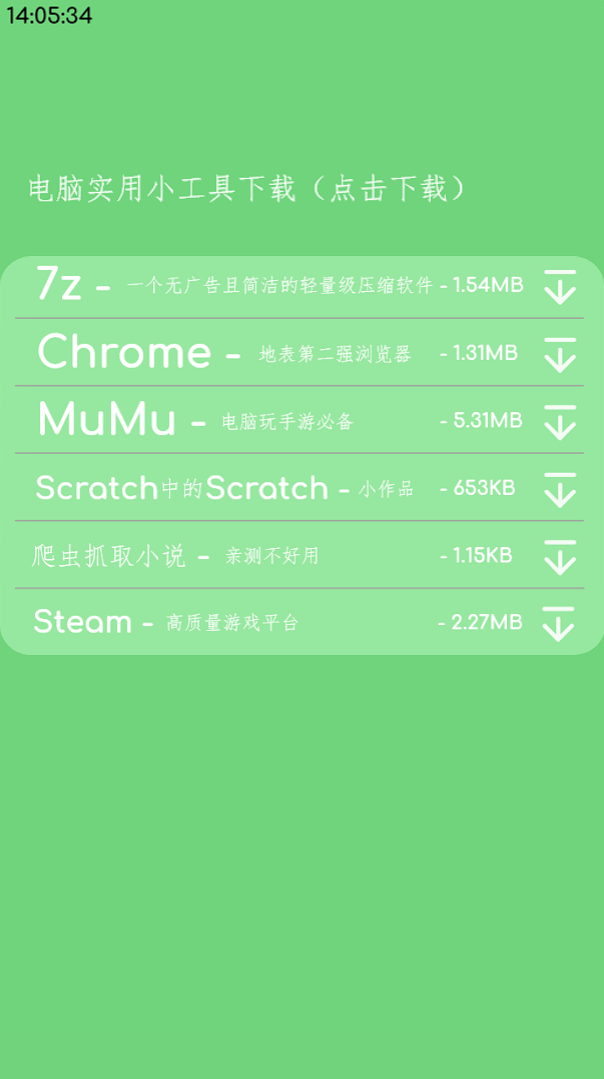 14:05:34
电脑实用小工具下载（点击下载）
7z - 一个无广告且简洁的轻量级压缩软件 - 1.54MB
Chrome - 地表第二强浏览器 - 1.31MB
MuMu - 电脑玩手游必备 - 5.31MB
Scratch中的Scratch - 小作品 - 653KB
爬虫抓取小说 - 亲测不好用 - 1.15KB
Steam - 高质量游戏平台 - 2.27MB